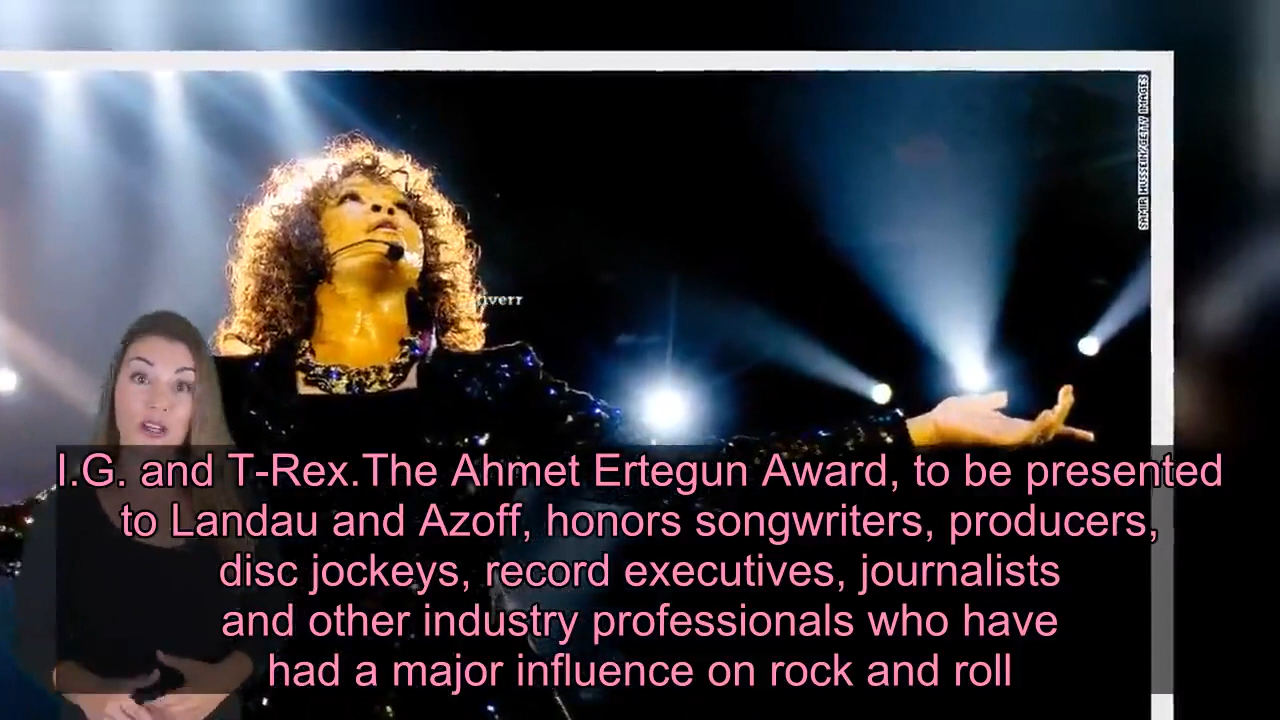 SAMIR HUSSEIN/GETTY IMAGES
fiverr
I.G. and T-Rex.The Ahmet Ertegun Award, to be presented
to Landau and Azoff, honors songwriters, producers,
disc jockeys, record executives, journalists
and other industry professionals who have
had a major influence on rock and roll